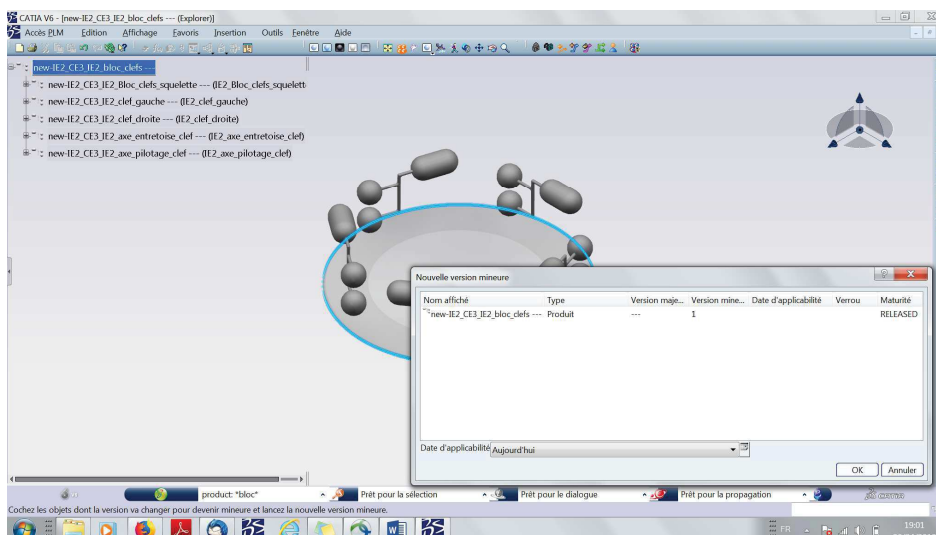 CATIA V6 - [new-IE2_CE3_IE2_bloc_clefs --- (Explorer)]
Accès PLM Edition Affichage Favoris Insertion Outils Fenêtre Aide
new-IE2_CE3_IE2_bloc_clefs ---
new-IE2_CE3_IE2_Bloc_clefs_squelette --- (IE2_Bloc_clefs_squelett
new-IE2_CE3_IE2_clef_gauche --- (IE2_clef_gauche)
new-IE2_CE3_IE2_clef_droite --- (IE2_clef_droite)
new-IE2_CE3_IE2_axe_entretoise_clef --- (IE2_axe_entretoise_clef)
new-IE2_CE3_IE2_axe_pilotage_clef --- (IE2_axe_pilotage_clef)
Nouvelle version mineure
Nom affiché Type Version maje... Version mine... Date d'applicabilité Verrou Maturité
new-IE2_CE3_IE2_bloc_clefs --- Produit --- 1 RELEASED
Date d'applicabilité Aujourd'hui
OK Annuler
product: *bloc* Prêt pour la sélection Prêt pour le dialogue Prêt pour la propagation CATIA
Cochez les objets dont la version va changer pour devenir mineure et lancez la nouvelle version mineure.
FR 19:01